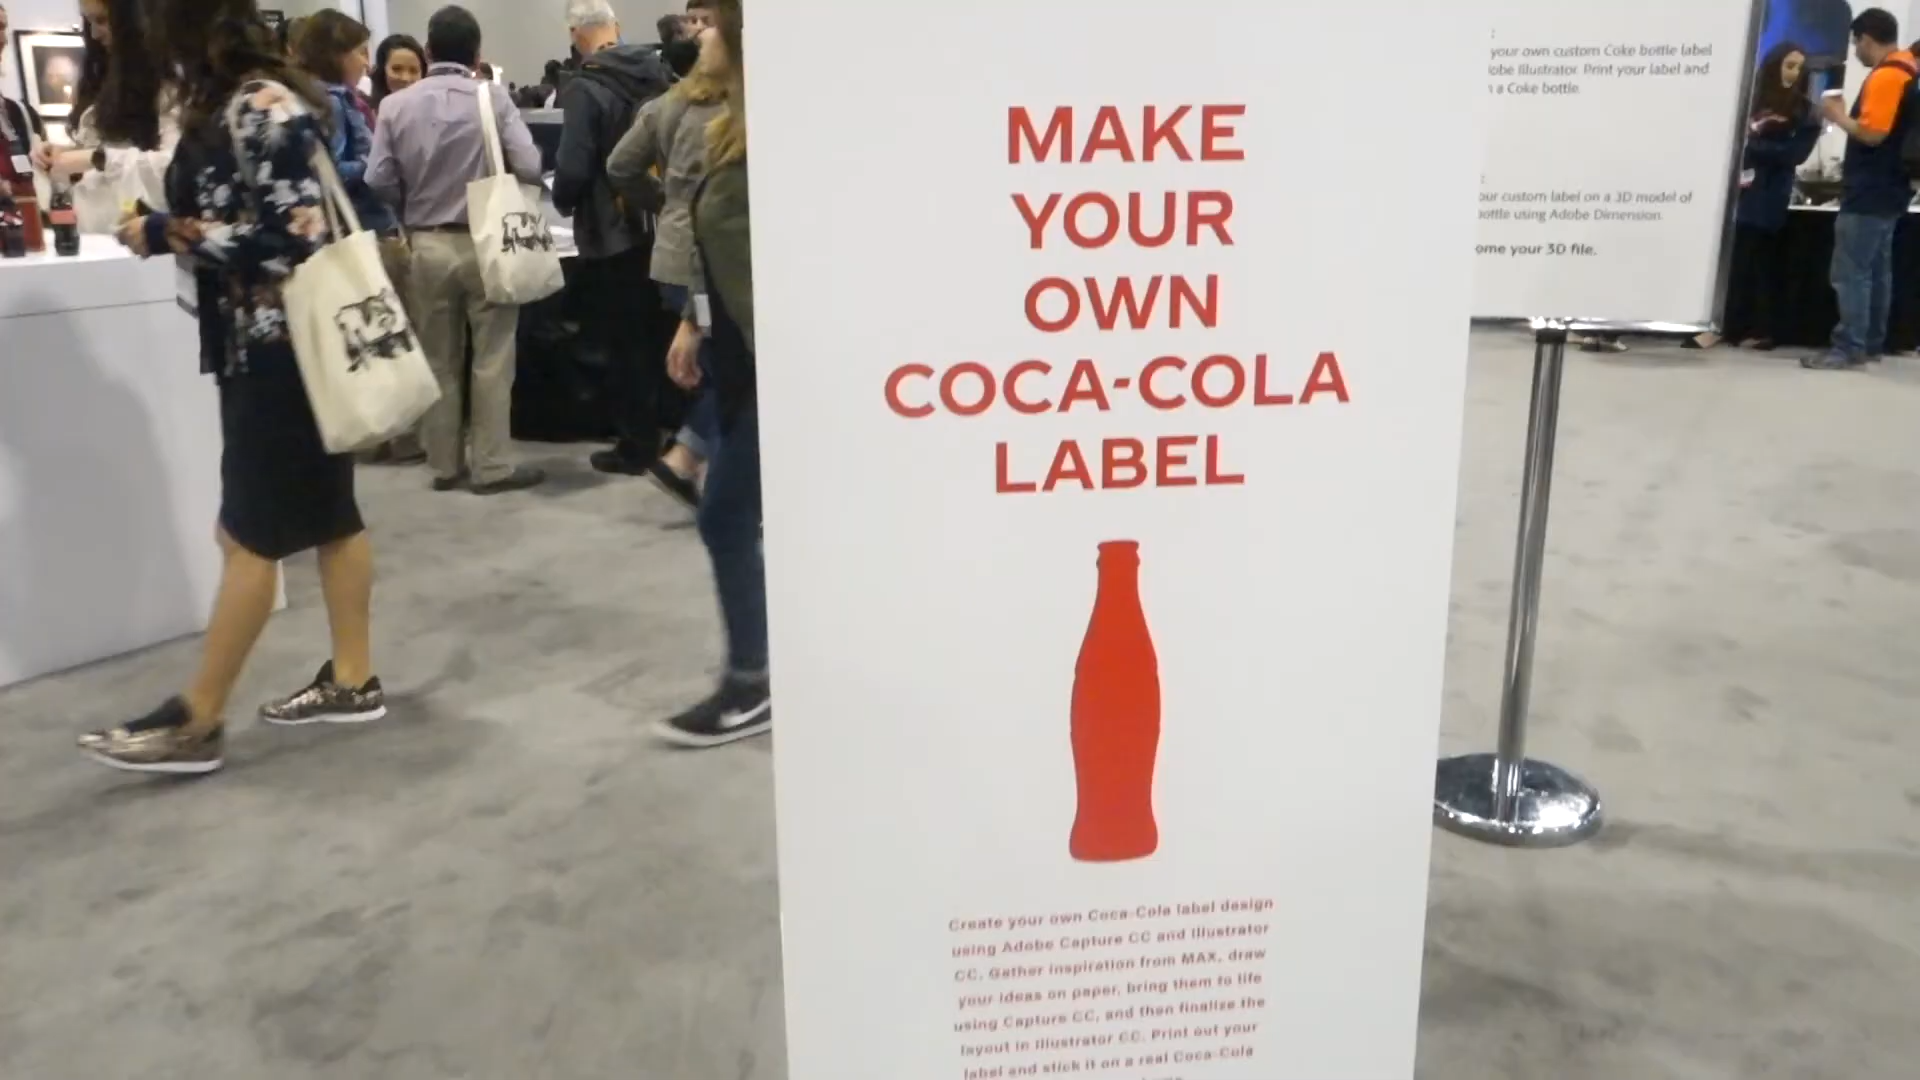 MAKE
YOUR
OWN
COCA-COLA
LABEL
Create your own Coca-Cola label design
using Adobe Capture CC and Illustrator
CC. Gather inspiration from MAX, draw
your ideas on paper, bring them to life
using Capture CC, and then finalize the
layout in Illustrator CC. Print out your
label and stick it on a real Coca-Cola
:
your own custom Coke bottle label
Illustrator. Print your label and
a Coke bottle.
:
custom label on a 3D model of
using Adobe Dimension.
your 3D file.